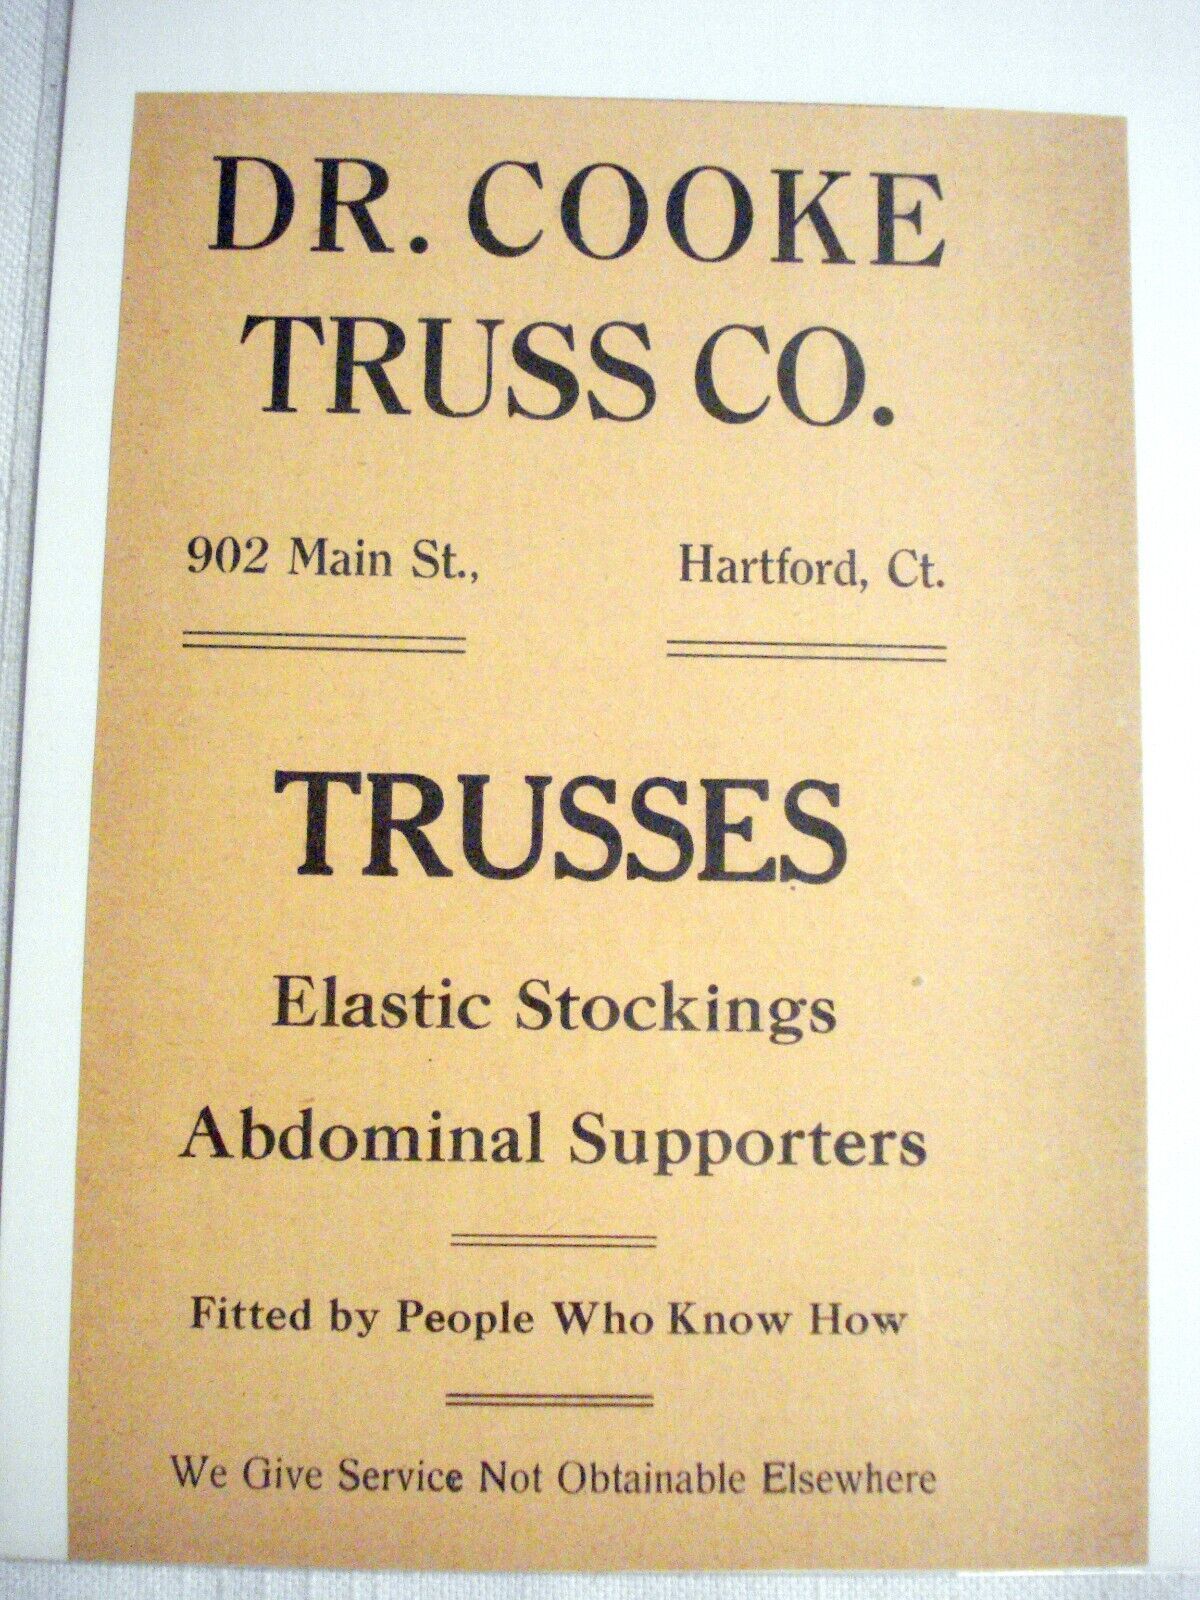 DR. COOKE
TRUSS CO.
902 Main St., Hartford, Ct.
TRUSSES
Elastic Stockings
Abdominal Supporters
Fitted by People Who Know How
We Give Service Not Obtainable Elsewhere